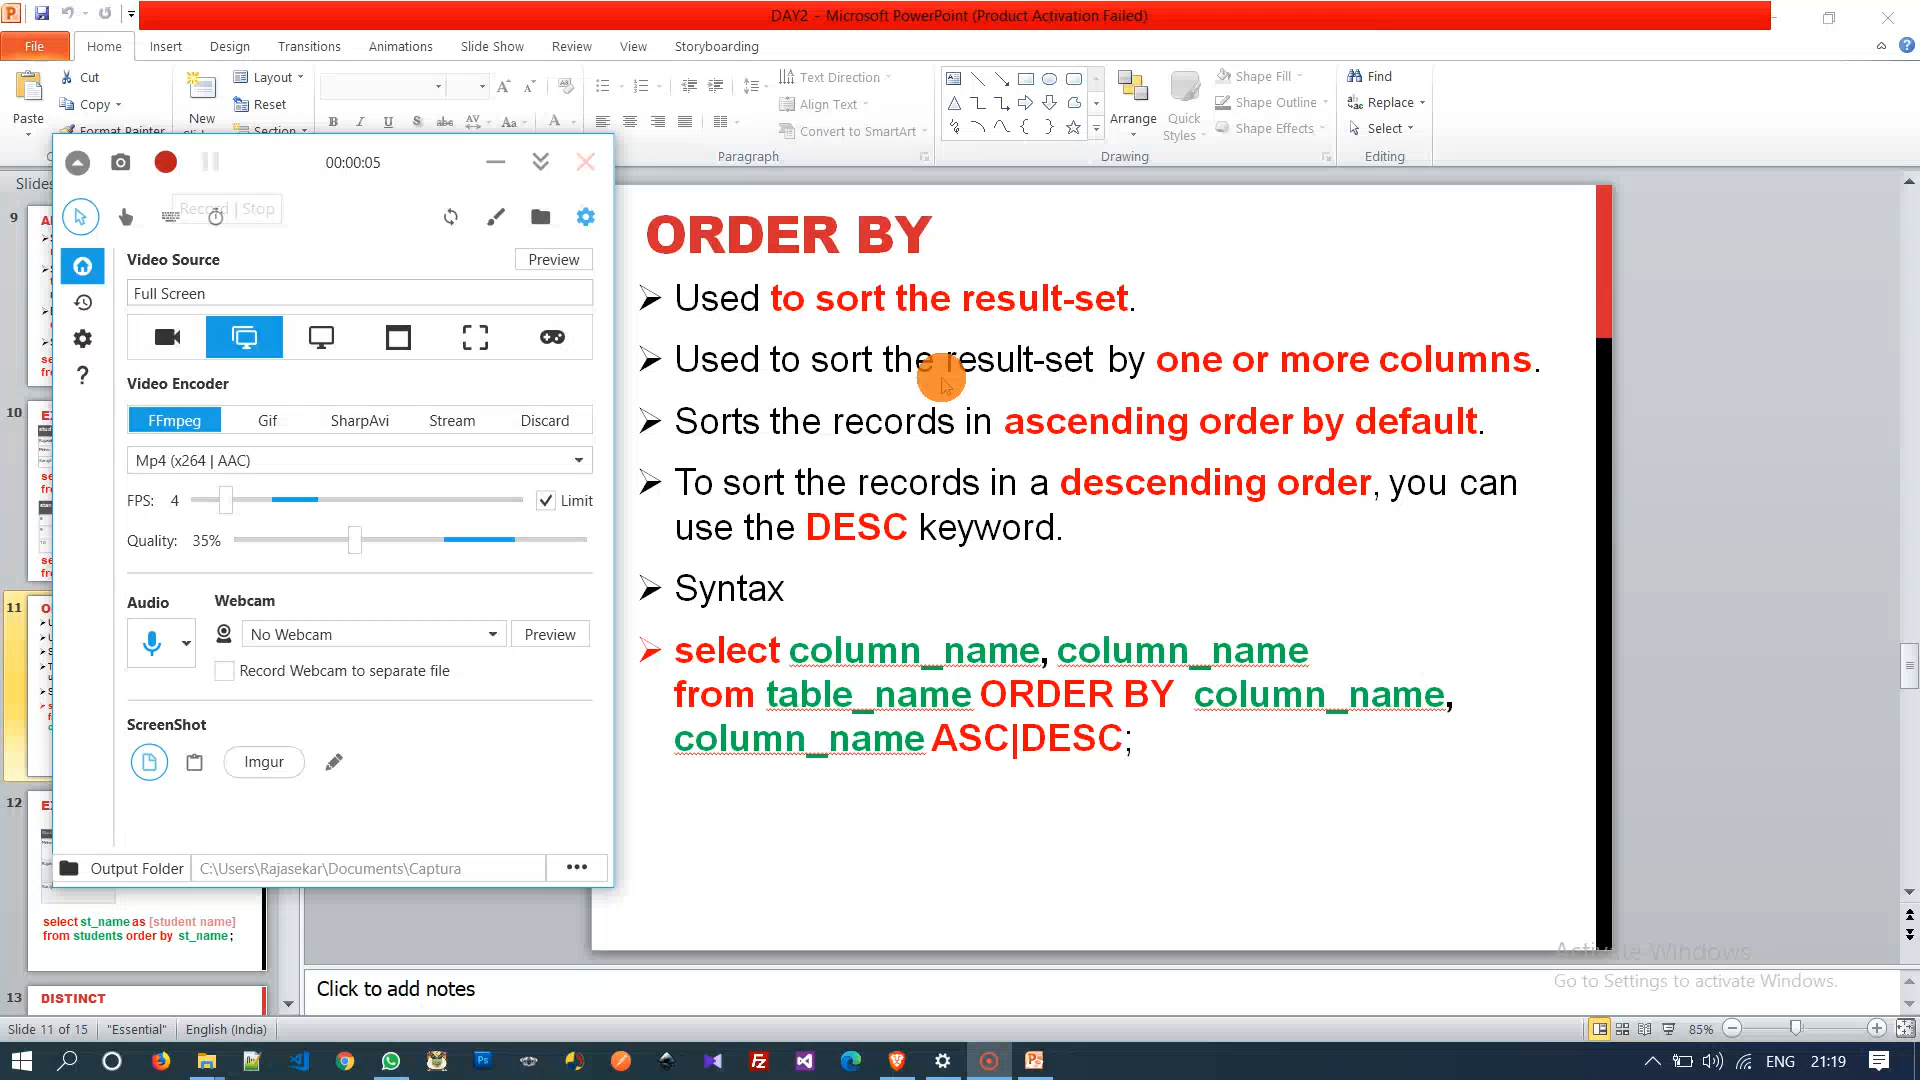 DAY2 - Microsoft PowerPoint (Product Activation Failed)
File Home Insert Design Transitions Animations Slide Show Review View Storyboarding
Cut
Copy
Format Painter
Paste
New
Layout
Reset
Section
Text Direction
Align Text
Convert to SmartArt
Paragraph
Arrange
Quick
Styles
Shape Fill
Shape Outline
Shape Effects
Drawing
Find
Replace
Select
Editing
Slides
00:00:05
Record | Stop
Video Source
Preview
Full Screen
Video Encoder
FFmpeg Gif SharpAvi Stream Discard
Mp4 (x264 | AAC)
FPS: 4
Limit
Quality: 35%
Audio
Webcam
No Webcam
Preview
Record Webcam to separate file
ScreenShot
Imgur
Output Folder
C:\Users\Rajasekar\Documents\Captura
•••
9
10
11
12
select st_name as [student name]
from students order by st_name;
13
DISTINCT
ORDER BY
Used to sort the result-set.
Used to sort the result-set by one or more columns.
Sorts the records in ascending order by default.
To sort the records in a descending order, you can
use the DESC keyword.
Syntax
select column_name, column_name
from table_name ORDER BY column_name,
column_name ASC|DESC;
Activate Windows
Go to Settings to activate Windows.
Click to add notes
Slide 11 of 15 "Essential" English (India)
85%
ENG 21:19